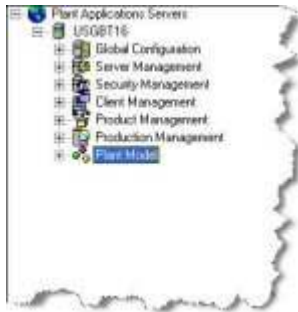 Plant Applications Servers
USGBT16
Global Configuration
Server Management
Security Management
Client Management
Product Management
Production Management
Plant Model